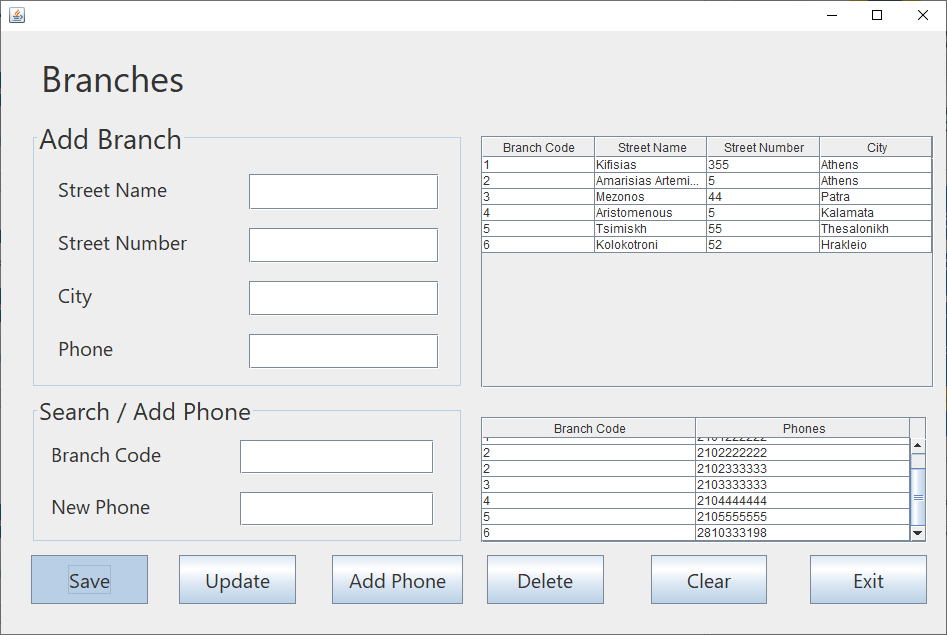 Branches
Add Branch
Street Name
Street Number
City
Phone
Branch Code Street Name Street Number City
1 Kifisias 355 Athens
2 Amarisias Artemi... 5 Athens
3 Mezonos 44 Patra
4 Aristomenous 5 Kalamata
5 Tsimiskh 55 Thesalonikh
6 Kolokotroni 52 Hrakleio
Search / Add Phone
Branch Code
New Phone
Branch Code Phones
2 2102222222
2 2102333333
3 2103333333
4 2104444444
5 2105555555
6 2810333198
Save Update Add Phone Delete Clear Exit